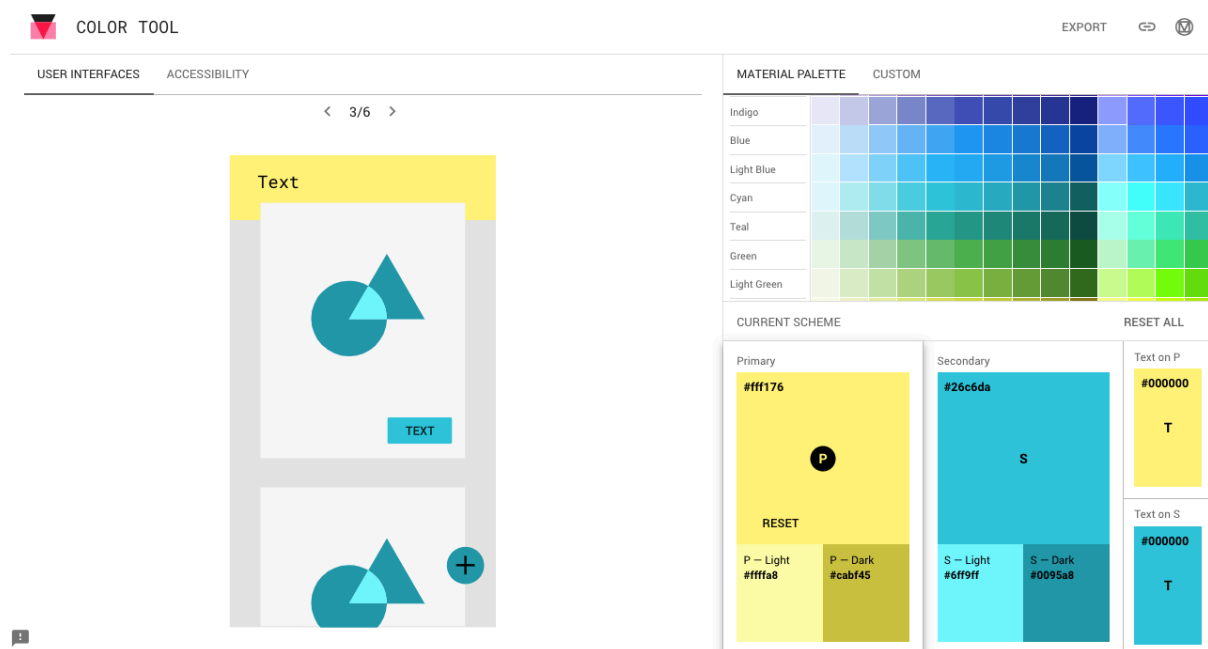 COLOR TOOL
EXPORT
USER INTERFACES
ACCESSIBILITY
MATERIAL PALETTE
CUSTOM
3/6
Text
TEXT
Indigo
Blue
Light Blue
Cyan
Teal
Green
Light Green
CURRENT SCHEME
RESET ALL
Primary
#fff176
P
RESET
P — Light
#ffffa8
P — Dark
#cabf45
Secondary
#26c6da
S
S — Light
#6ff9ff
S — Dark
#0095a8
Text on P
#000000
T
Text on S
#000000
T